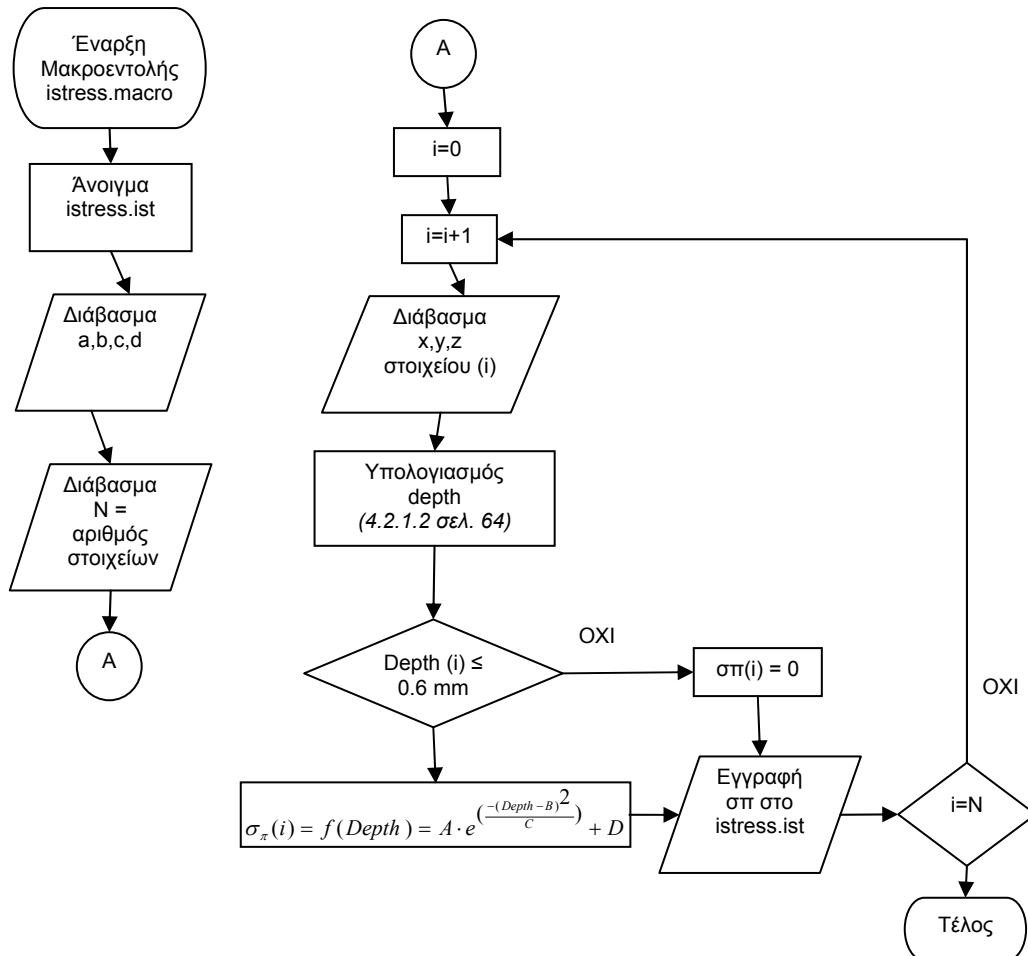 Έναρξη
Μακροεντολής
istress.macro
Άνοιγμα
istress.ist
Διάβασμα
a,b,c,d
Διάβασμα
N =
αριθμός
στοιχείων
A
A
i=0
i=i+1
Διάβασμα
x,y,z
στοιχείου (i)
Υπολογιασμός
depth
(4.2.1.2 σελ. 64)
Depth (i) ≤
0.6 mm
ΟΧΙ
σπ(i) = 0
σ_π(i) = f(Depth) = A · e^((-(Depth-B)^2)/C) + D
Εγγραφή
σπ στο
istress.ist
ΟΧΙ
i=N
Τέλος